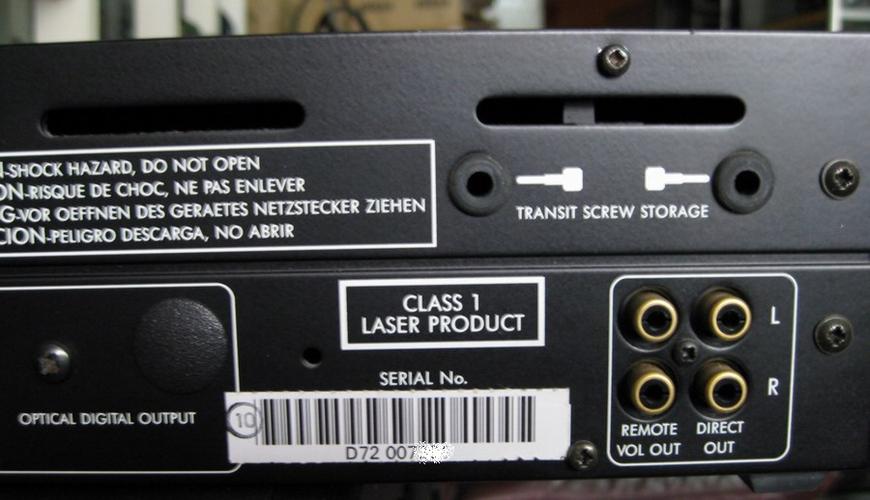 -SHOCK HAZARD, DO NOT OPEN
ON-RISQUE DE CHOC, NE PAS ENLEVER
G-VOR OEFFNEN DES GERAETES NETZSTECKER ZIEHEN
CION-PELIGRO DESCARGA, NO ABRIR
TRANSIT SCREW STORAGE
CLASS 1
LASER PRODUCT
SERIAL No.
10
D72
OPTICAL DIGITAL OUTPUT
L
R
REMOTE DIRECT
VOL OUT OUT